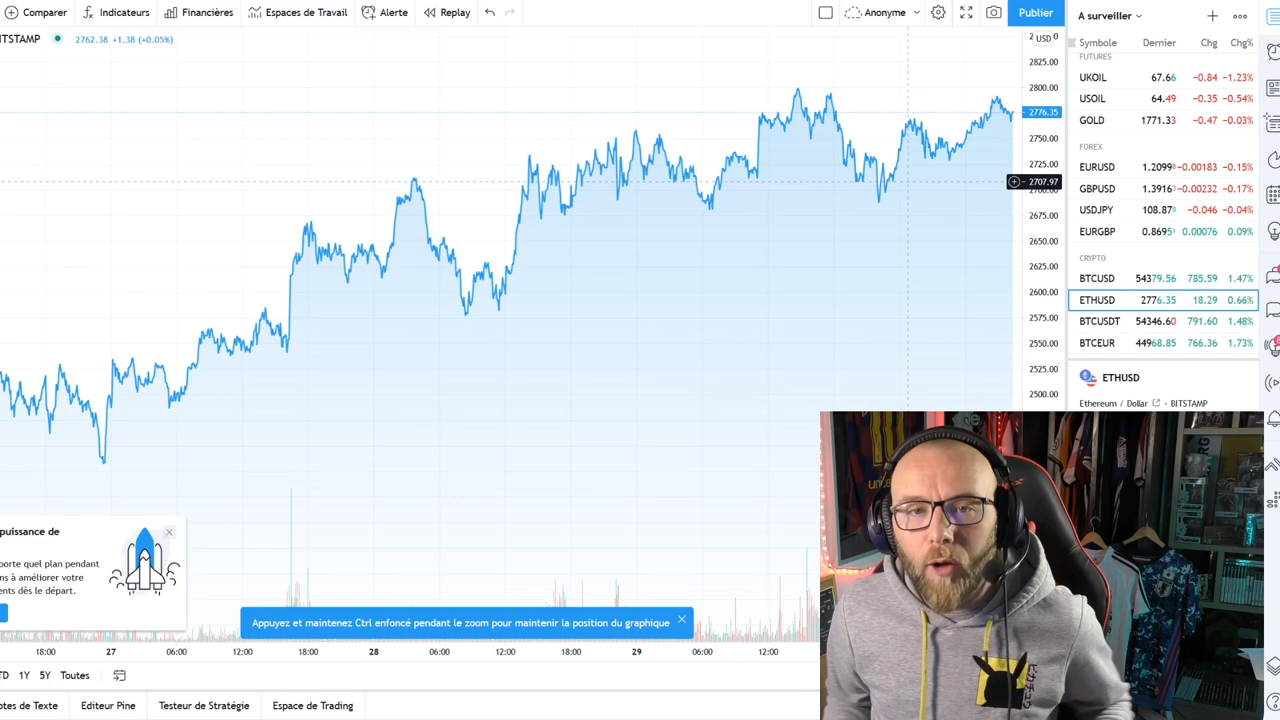 Comparer Indicateurs Financières Espaces de Travail Alerte Replay Anonyme Publier
A surveiller
BITSTAMP 2762.38 +1.38 (+0.05%)
USD
Symbole Dernier Chg Chg%
FUTURES
UKOIL 67.66 −0.84 −1.23%
USOIL 64.49 −0.35 −0.54%
GOLD 1771.33 −0.47 −0.03%
FOREX
EURUSD 1.20998 −0.00183 −0.15%
GBPUSD 1.39163 −0.00232 −0.17%
USDJPY 108.878 −0.046 −0.04%
EURGBP 0.86951 0.00076 0.09%
CRYPTO
BTCUSD 54379.56 785.59 1.47%
ETHUSD 2776.35 18.29 0.66%
BTCUSDT 54346.60 791.60 1.48%
BTCEUR 44968.85 766.36 1.73%
ETHUSD
Ethereum / Dollar BITSTAMP
2825.00
2800.00
2776.35
2750.00
2725.00
2707.97
2700.00
2675.00
2650.00
2625.00
2600.00
2575.00
2550.00
2525.00
2500.00
puissance de
porte quel plan pendant
ns à améliorer votre
ents dès le départ.
Appuyez et maintenez Ctrl enfoncé pendant le zoom pour maintenir la position du graphique
18:00 27 06:00 12:00 18:00 28 06:00 12:00 18:00 29 06:00 12:00
TD 1Y 5Y Toutes
otes de Texte Editeur Pine Testeur de Stratégie Espace de Trading